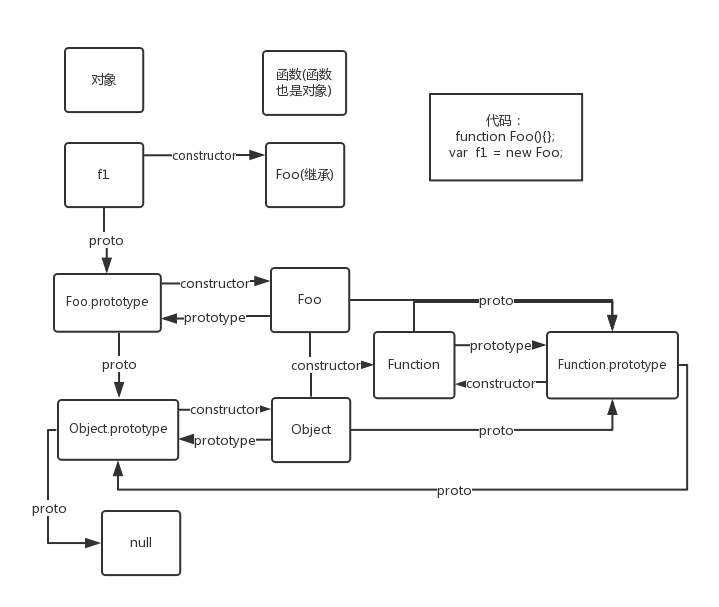 对象
函数(函数
也是对象)
代码：
function Foo(){};
var f1 = new Foo;
f1
constructor
Foo(继承)
proto
Foo.prototype
constructor
prototype
Foo
proto
proto
constructor
Function
prototype
constructor
Function.prototype
Object.prototype
constructor
prototype
Object
proto
proto
proto
null